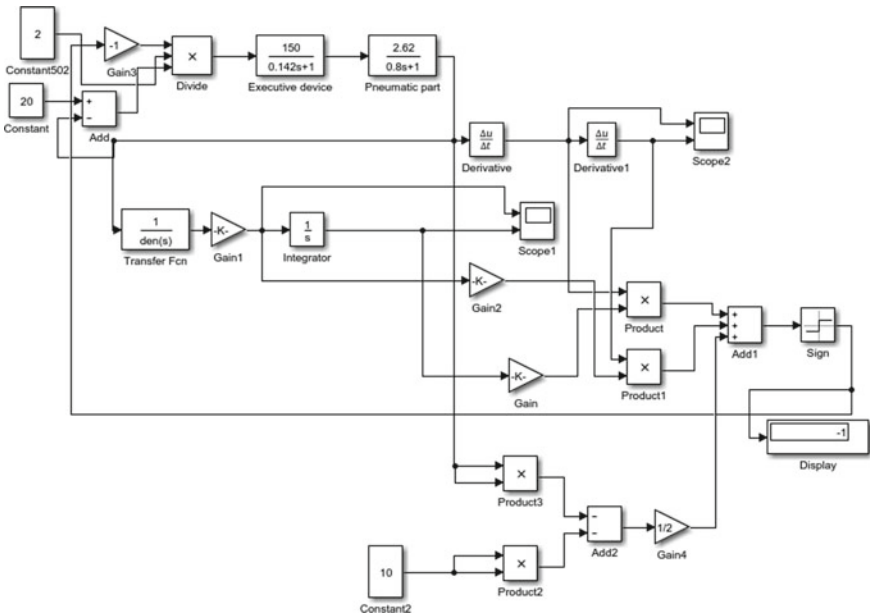 2
Constant502
-1
Gain3
×
Divide
150
0.142s+1
Executive device
2.62
0.8s+1
Pneumatic part
20
Constant
+
−
Add
Δu
Δt
Derivative
Δu
Δt
Derivative1
Scope2
1
den(s)
Transfer Fcn
-K-
Gain1
1
s
Integrator
Scope1
-K-
Gain2
×
Product
+
+
+
Add1
Sign
-K-
Gain
×
Product1
-1
Display
×
Product3
−
−
Add2
1/2
Gain4
10
Constant2
×
Product2